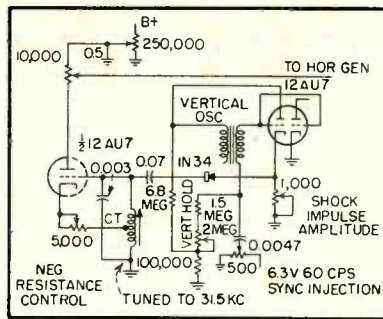 B+
10,000
0.5
250,000
TO HOR GEN
12AU7
VERTICAL
OSC
½12AU7
0.003
0.07
IN34
6.8
MEG
VERT HOLD
1.5
MEG
2MEG
1,000
SHOCK
IMPULSE
AMPLITUDE
CT
5,000
100,000
0.0047
500
NEG
RESISTANCE
CONTROL
TUNED TO 31.5KC
6.3V 60 CPS
SYNC INJECTION